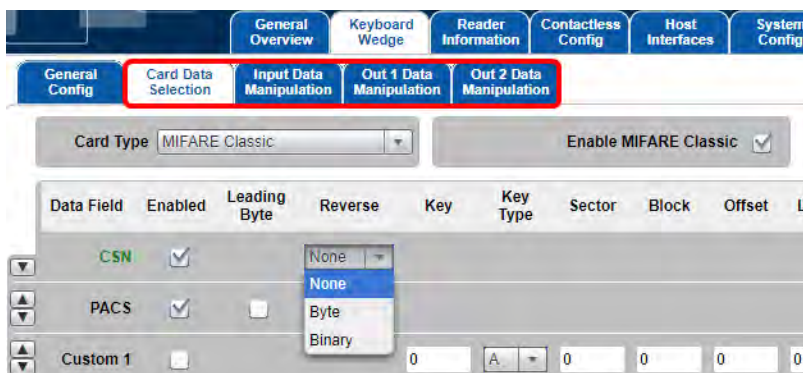 General Overview
Keyboard Wedge
Reader Information
Contactless Config
Host Interfaces
General Config
Card Data Selection
Input Data Manipulation
Out 1 Data Manipulation
Out 2 Data Manipulation
Card Type MIFARE Classic
Enable MIFARE Classic
Data Field Enabled Leading Byte Reverse Key Key Type Sector Block Offset
CSN None
None
PACS Byte
Binary
Custom 1 0 A 0 0 0 0